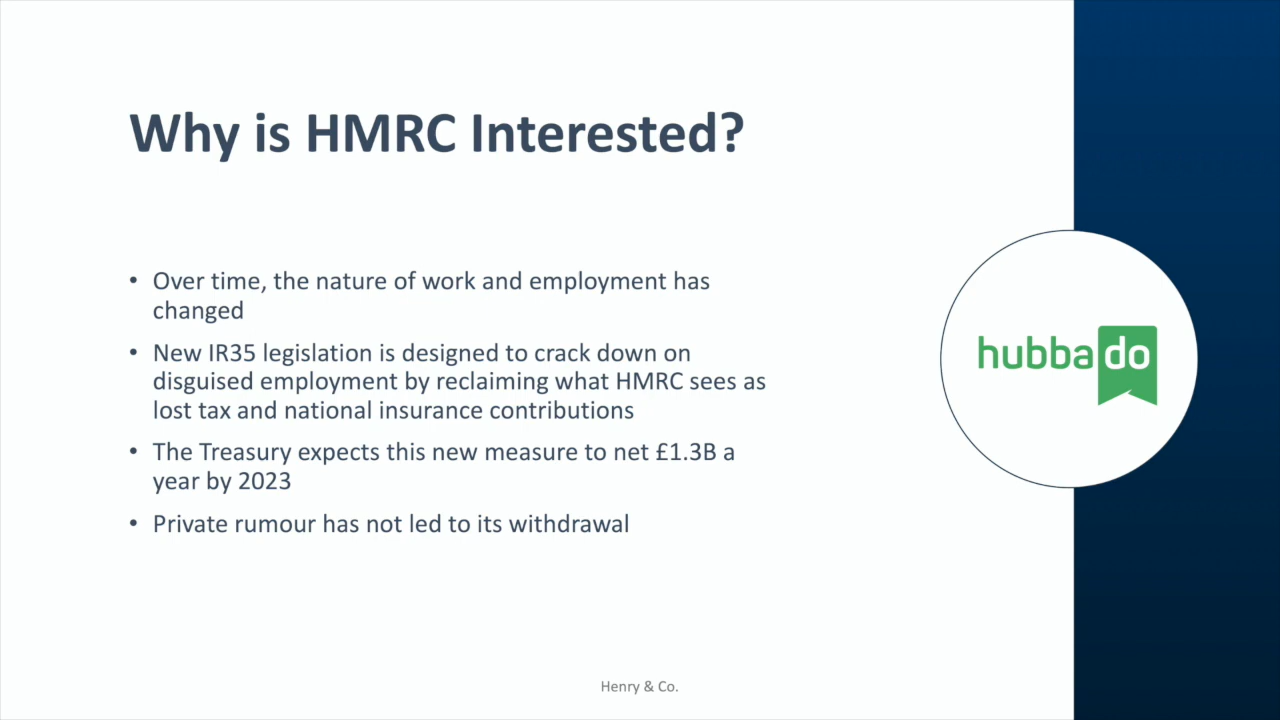 Why is HMRC Interested?
• Over time, the nature of work and employment has
changed
• New IR35 legislation is designed to crack down on
disguised employment by reclaiming what HMRC sees as
lost tax and national insurance contributions
• The Treasury expects this new measure to net £1.3B a
year by 2023
• Private rumour has not led to its withdrawal
hubbado
Henry & Co.